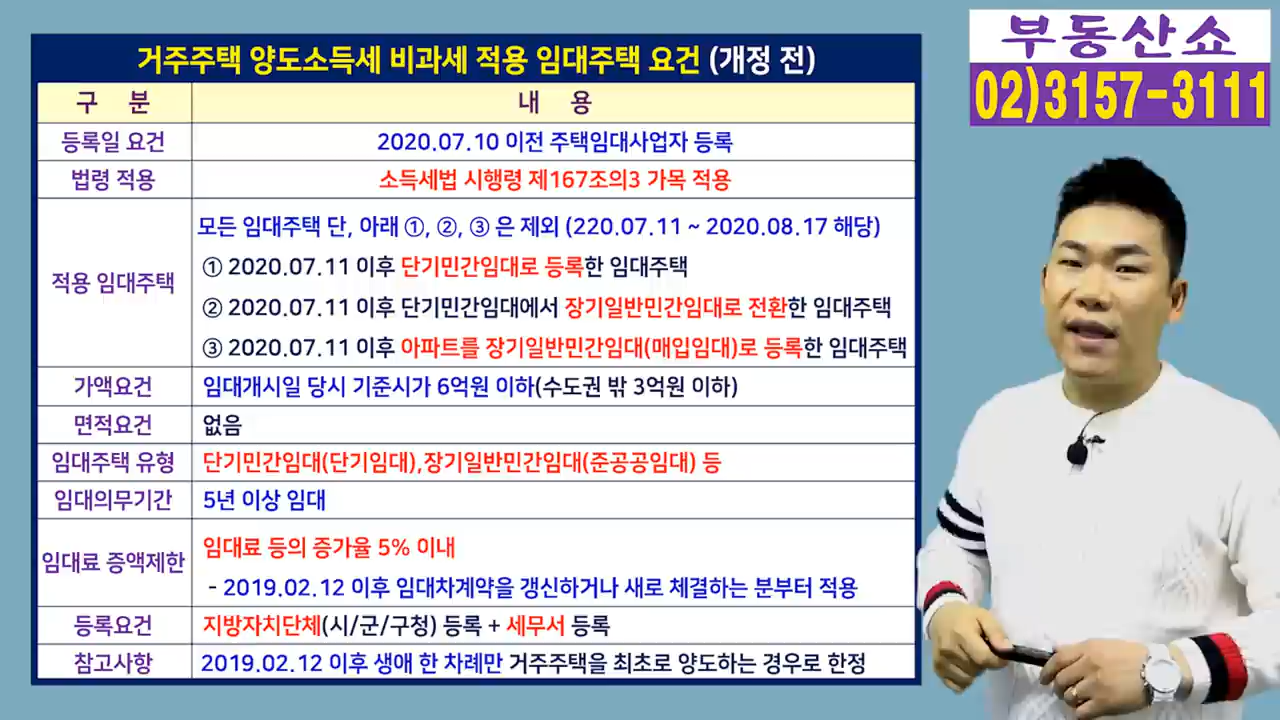 부동산쇼
02)3157-3111
거주주택 양도소득세 비과세 적용 임대주택 요건 (개정 전)
구 분 내 용
등록일 요건 2020.07.10 이전 주택임대사업자 등록
법령 적용 소득세법 시행령 제167조의3 가목 적용
적용 임대주택
모든 임대주택 단, 아래 ①, ②, ③ 은 제외 (220.07.11 ~ 2020.08.17 해당)
① 2020.07.11 이후 단기민간임대로 등록한 임대주택
② 2020.07.11 이후 단기민간임대에서 장기일반민간임대로 전환한 임대주택
③ 2020.07.11 이후 아파트를 장기일반민간임대(매입임대)로 등록한 임대주택
가액요건 임대개시일 당시 기준시가 6억원 이하(수도권 밖 3억원 이하)
면적요건 없음
임대주택 유형 단기민간임대(단기임대),장기일반민간임대(준공공임대) 등
임대의무기간 5년 이상 임대
임대료 증액제한
임대료 등의 증가율 5% 이내
- 2019.02.12 이후 임대차계약을 갱신하거나 새로 체결하는 분부터 적용
등록요건 지방자치단체(시/군/구청) 등록 + 세무서 등록
참고사항 2019.02.12 이후 생애 한 차례만 거주주택을 최초로 양도하는 경우로 한정